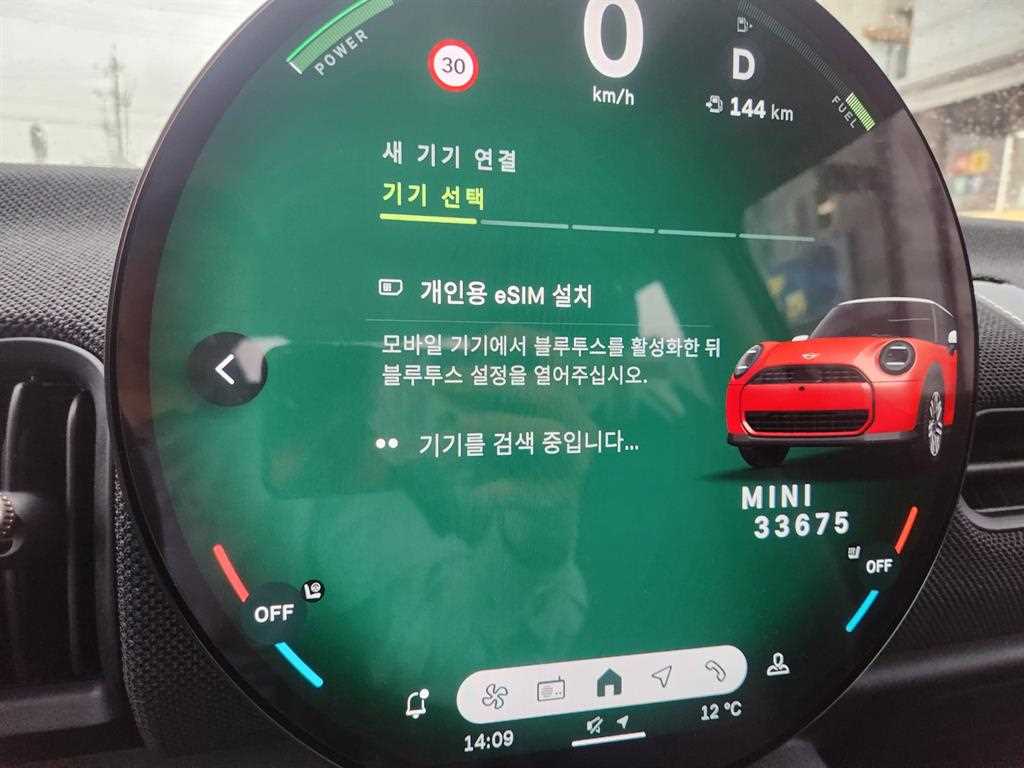 POWER
30
0
km/h
D
144 km
FUEL
새 기기 연결
기기 선택
개인용 eSIM 설치
모바일 기기에서 블루투스를 활성화한 뒤
블루투스 설정을 열어주십시오.
기기를 검색 중입니다...
MINI
33675
OFF
OFF
14:09
12 °C